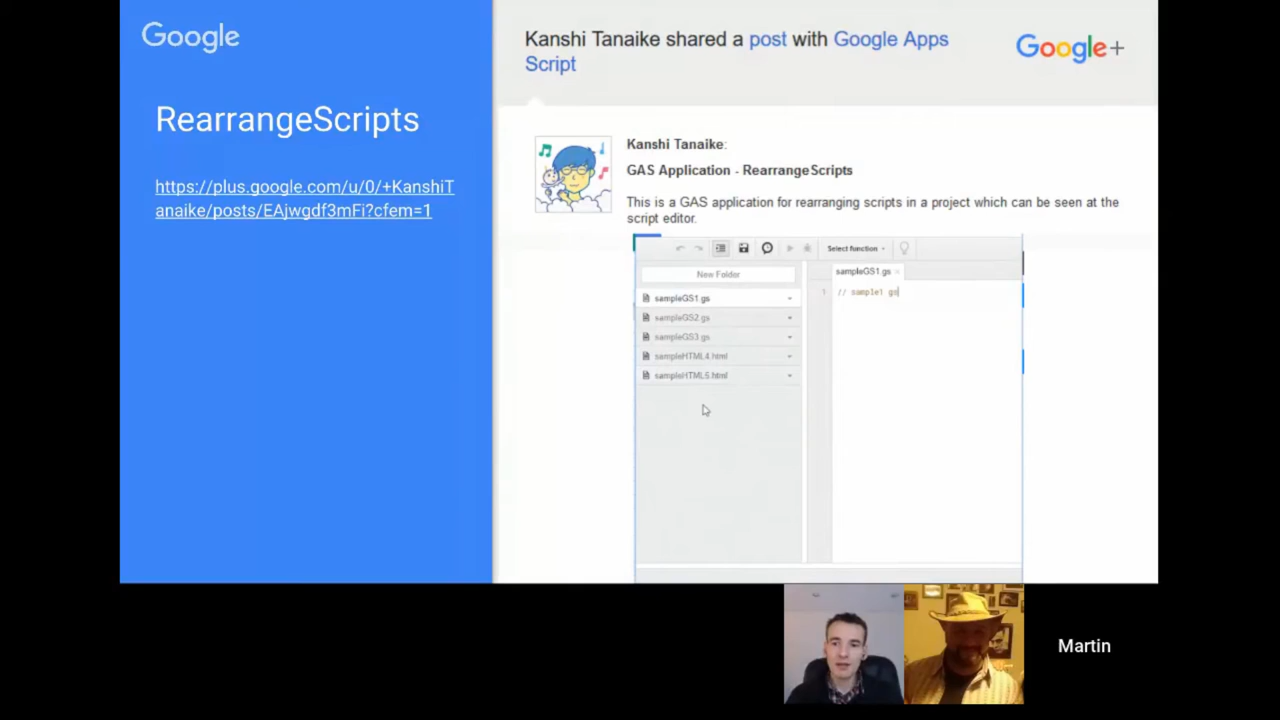 Google
RearrangeScripts
https://plus.google.com/u/0/+KanshiT
anaike/posts/EAjwgdf3mFi?cfem=1
Kanshi Tanaike shared a post with Google Apps
Script
Google+
Kanshi Tanaike:
GAS Application - RearrangeScripts
This is a GAS application for rearranging scripts in a project which can be seen at the
script editor.
Select function
New Folder
sampleGS1.gs
sampleGS2.gs
sampleGS3.gs
sampleHTML4.html
sampleHTML5.html
sampleGS1.gs ×
1 // sample1 gs
Martin